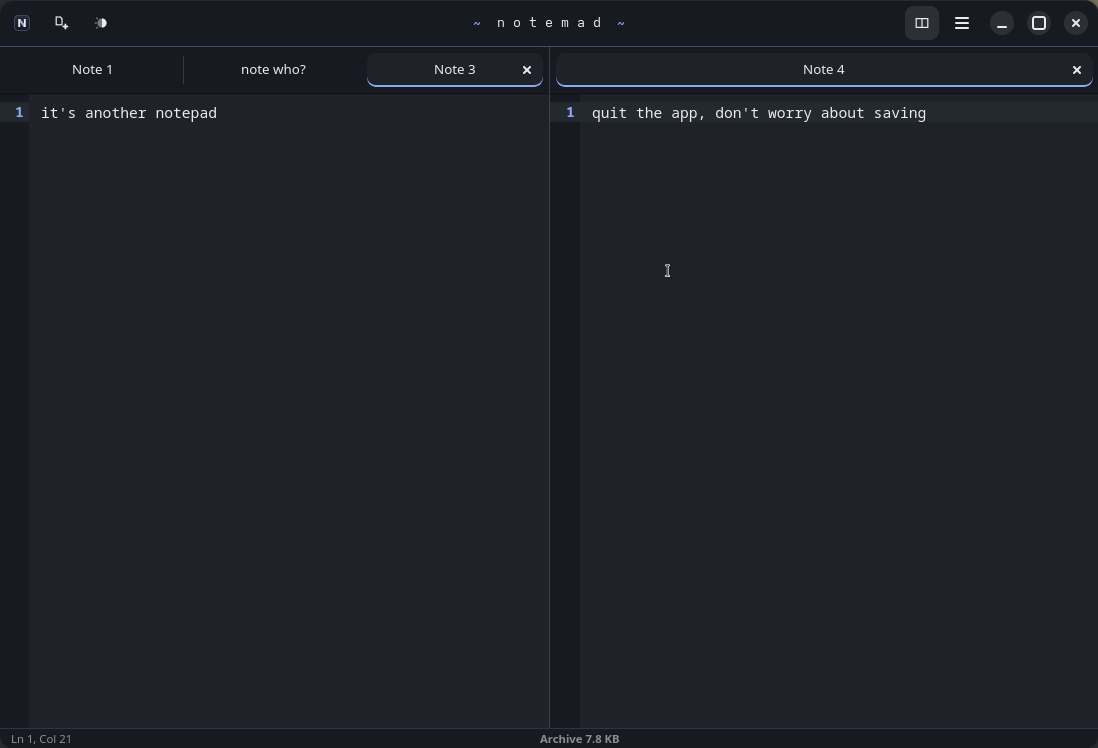 N
~ notemad ~
Note 1
note who?
Note 3
Note 4
1 it's another notepad
1 quit the app, don't worry about saving
Ln 1, Col 21
Archive 7.8 KB